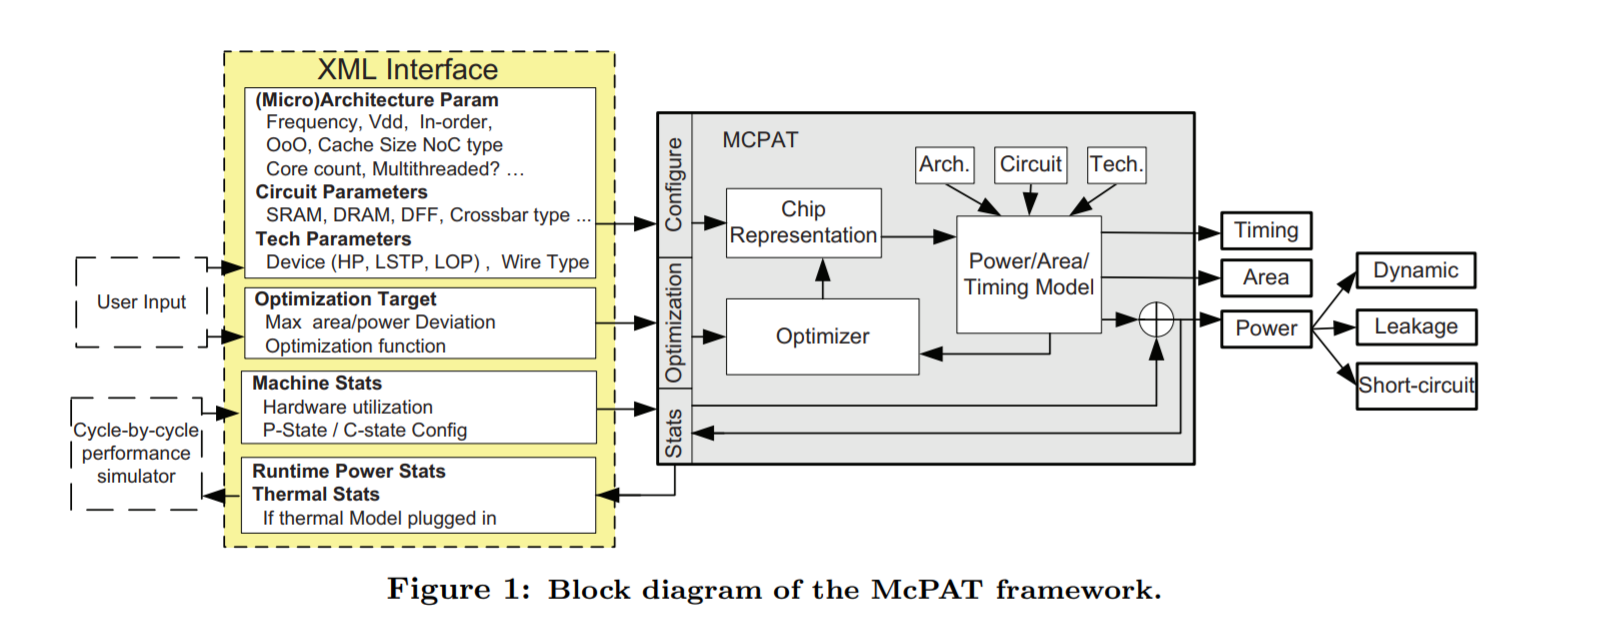 XML Interface
(Micro)Architecture Param
Frequency, Vdd, In-order,
OoO, Cache Size NoC type
Core count, Multithreaded? ...
Circuit Parameters
SRAM, DRAM, DFF, Crossbar type ...
Tech Parameters
Device (HP, LSTP, LOP) , Wire Type
Optimization Target
Max area/power Deviation
Optimization function
Machine Stats
Hardware utilization
P-State / C-state Config
Runtime Power Stats
Thermal Stats
If thermal Model plugged in
User Input
Cycle-by-cycle
performance
simulator
Configure
Optimization
Stats
MCPAT
Chip
Representation
Optimizer
Arch.
Circuit
Tech.
Power/Area/
Timing Model
Timing
Area
Power
Dynamic
Leakage
Short-circuit
Figure 1: Block diagram of the McPAT framework.